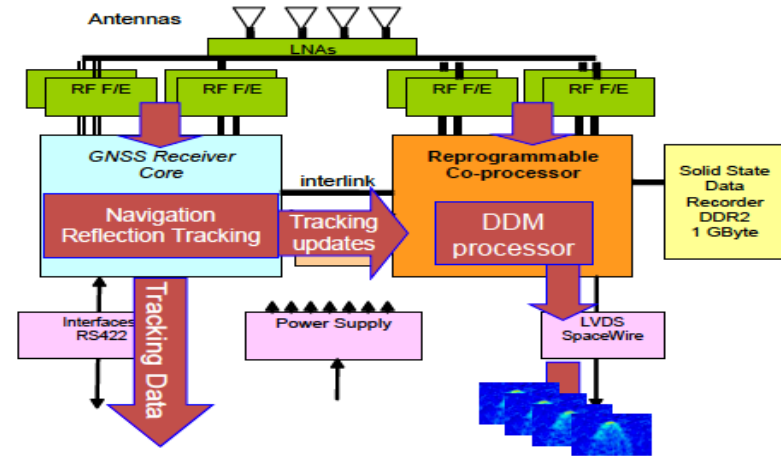 Antennas
LNAs
RF F/E
RF F/E
RF F/E
RF F/E
GNSS Receiver
Core
Navigation
Reflection Tracking
interlink
Tracking
updates
Reprogrammable
Co-processor
DDM
processor
Solid State
Data
Recorder
DDR2
1 GByte
Interfaces
RS422
Tracking Data
Power Supply
LVDS
SpaceWire